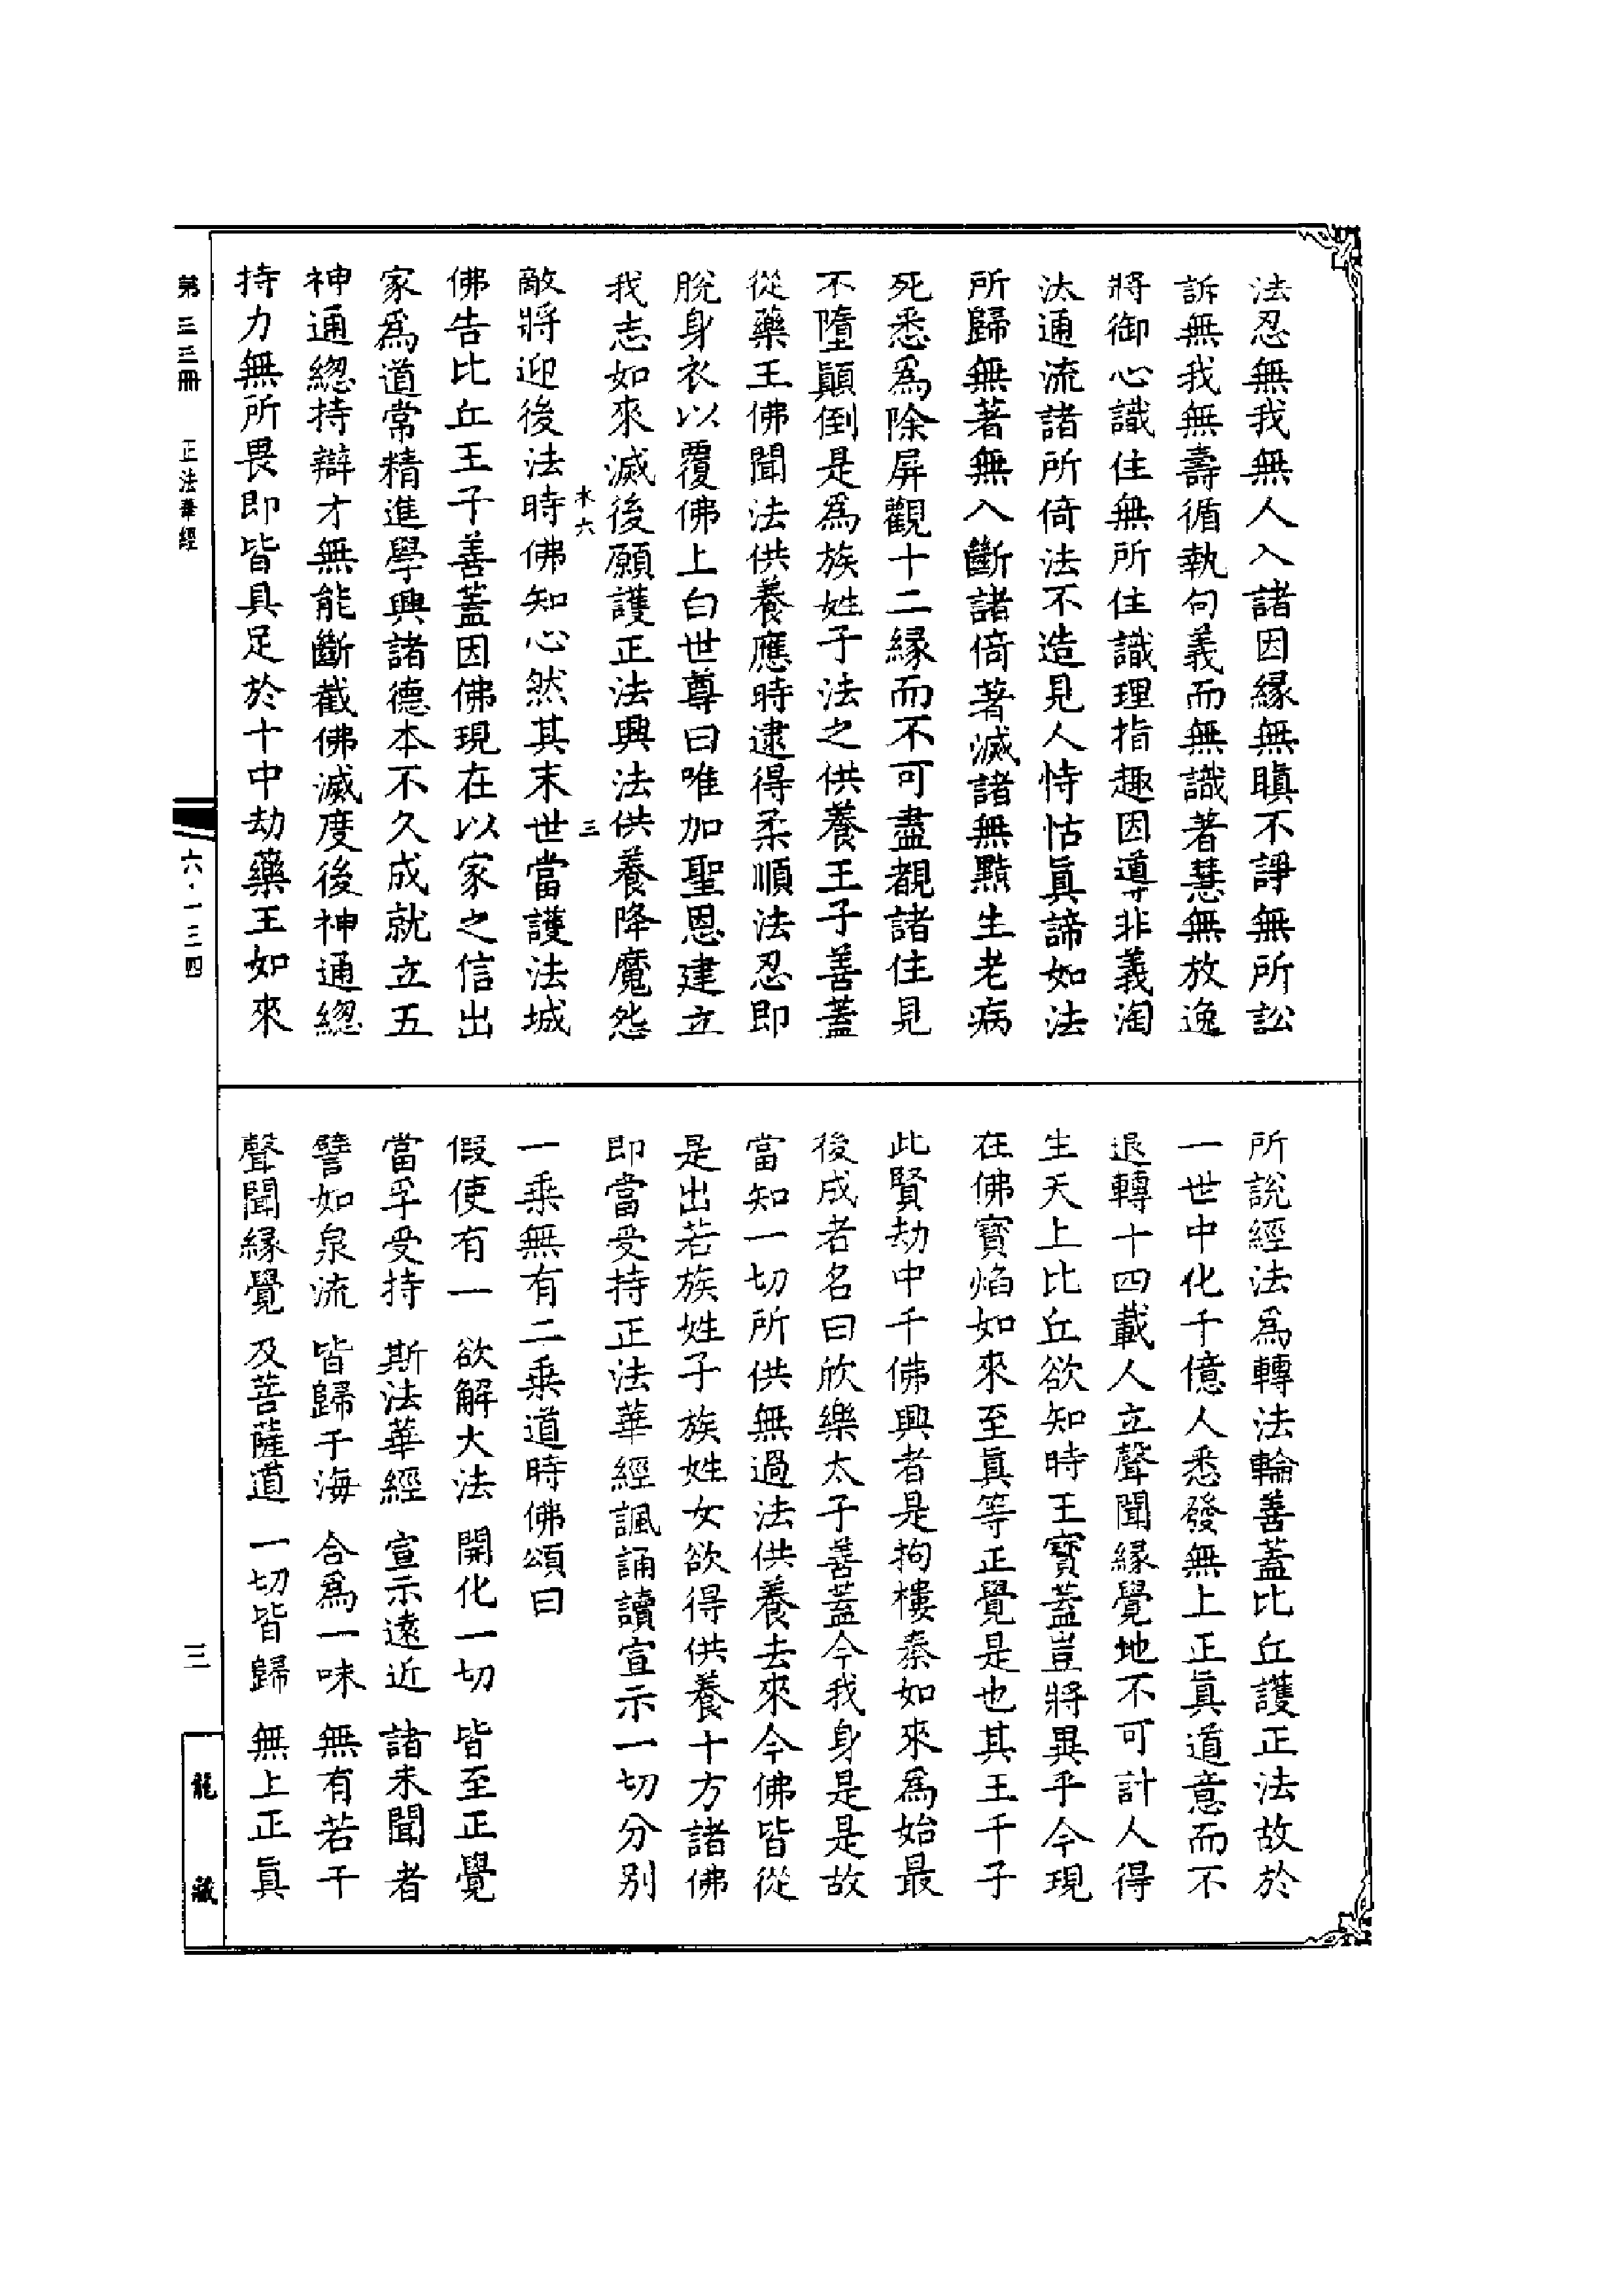 法忍無我無人入諸因緣無瞋不諍無所訟
訴無我無壽循執句義而無識著慧無放逸
將御心識住無所住識理指趣因導非義淘
汰通流諸所倚法不造見人恃怙眞諦如法
所歸無著無入斷諸倚著滅諸無黠生老病
死悉爲除屏觀十二緣而不可盡覩諸住見
不墮顚倒是爲族姓子法之供養王子善蓋
從藥王佛聞法供養應時逮得柔順法忍即
脫身衣以覆佛上白世尊曰唯加聖恩建立
我志如來滅後願護正法興法供養降魔怨
水六
三
敵將迎後法時佛知心然其末世當護法城
佛告比丘王子善蓋因佛現在以家之信出
家爲道常精進學興諸德本不久成就立五
神通總持辯才無能斷截佛滅度後神通總
持力無所畏即皆具足於十中劫藥王如來
所說經法爲轉法輪善蓋比丘護正法故於
一世中化千億人悉發無上正眞道意而不
退轉十四載人立聲聞緣覺地不可計人得
生天上比丘欲知時王寶蓋豈將異乎今現
在佛寶焰如來至眞等正覺是也其王千子
此賢劫中千佛興者是拘樓秦如來爲始最
後成者名曰欣樂太子善蓋今我身是是故
當知一切所供無過法供養去來今佛皆從
是出若族姓子族姓女欲得供養十方諸佛
即當受持正法華經諷誦讀宣示一切分别
一乘無有二乘道時佛頌曰
假使有一 欲解大法 開化一切 皆至正覺
當孚受持 斯法華經 宣示遠近 諸未聞者
譬如泉流 皆歸于海 合爲一味 無有若干
聲聞緣覺 及菩薩道 一切皆歸 無上正眞
第三三冊 正法華經
六·一三四
三
龍藏